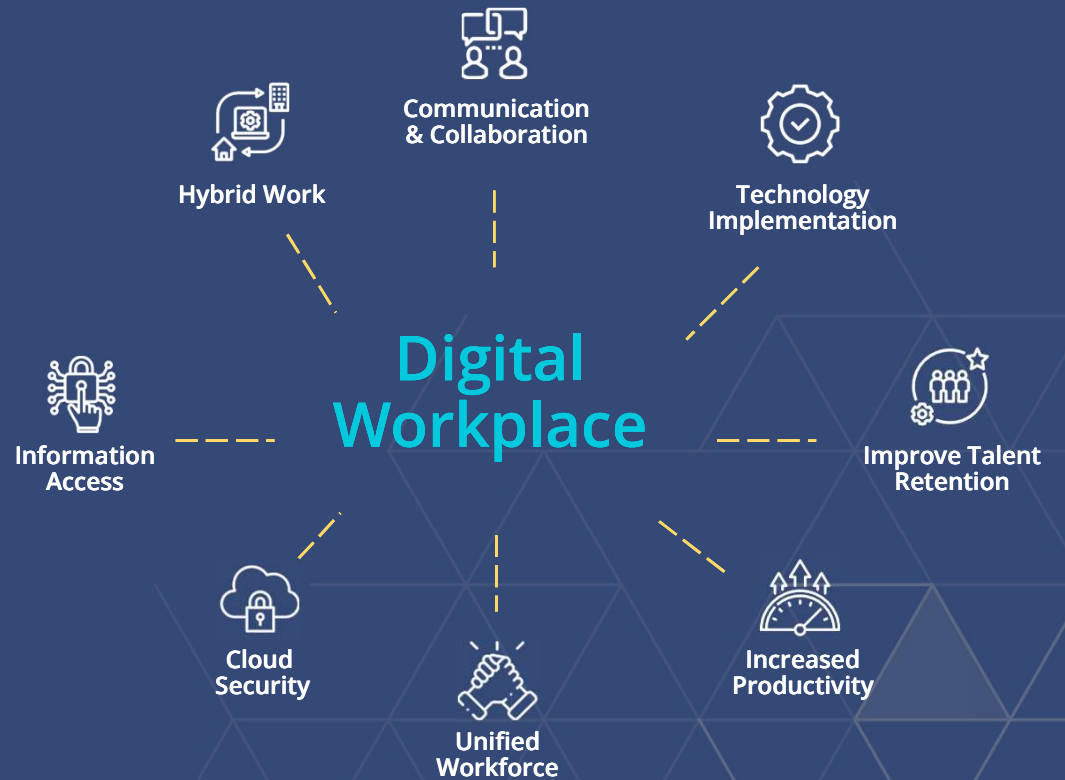 Communication
& Collaboration
Hybrid Work
Technology
Implementation
Digital
Workplace
Information
Access
Improve Talent
Retention
Cloud
Security
Increased
Productivity
Unified
Workforce